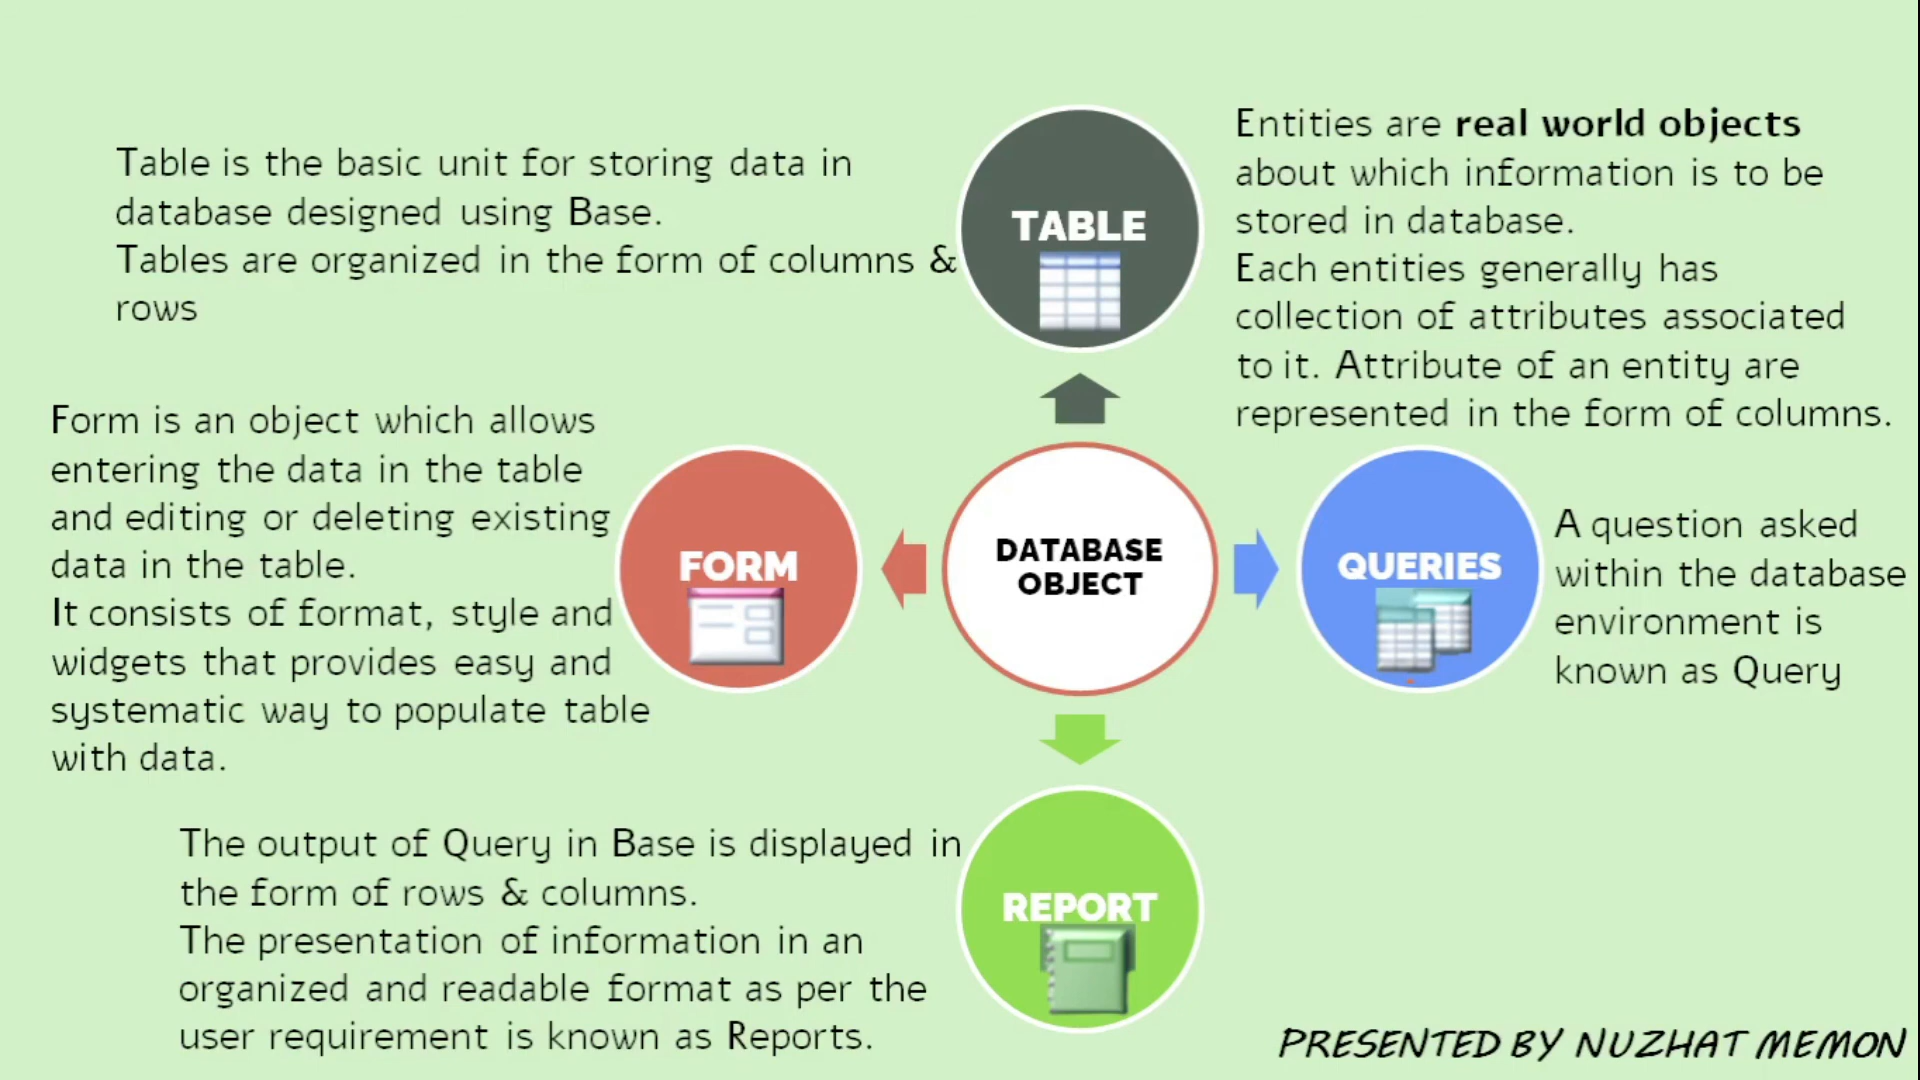 Table is the basic unit for storing data in
database designed using Base.
Tables are organized in the form of columns &
rows
TABLE
Entities are real world objects
about which information is to be
stored in database.
Each entities generally has
collection of attributes associated
to it. Attribute of an entity are
represented in the form of columns.
Form is an object which allows
entering the data in the table
and editing or deleting existing
data in the table.
It consists of format, style and
widgets that provides easy and
systematic way to populate table
with data.
FORM
DATABASE
OBJECT
QUERIES
A question asked
within the database
environment is
known as Query
The output of Query in Base is displayed in
the form of rows & columns.
The presentation of information in an
organized and readable format as per the
user requirement is known as Reports.
REPORT
PRESENTED BY NUZHAT MEMON